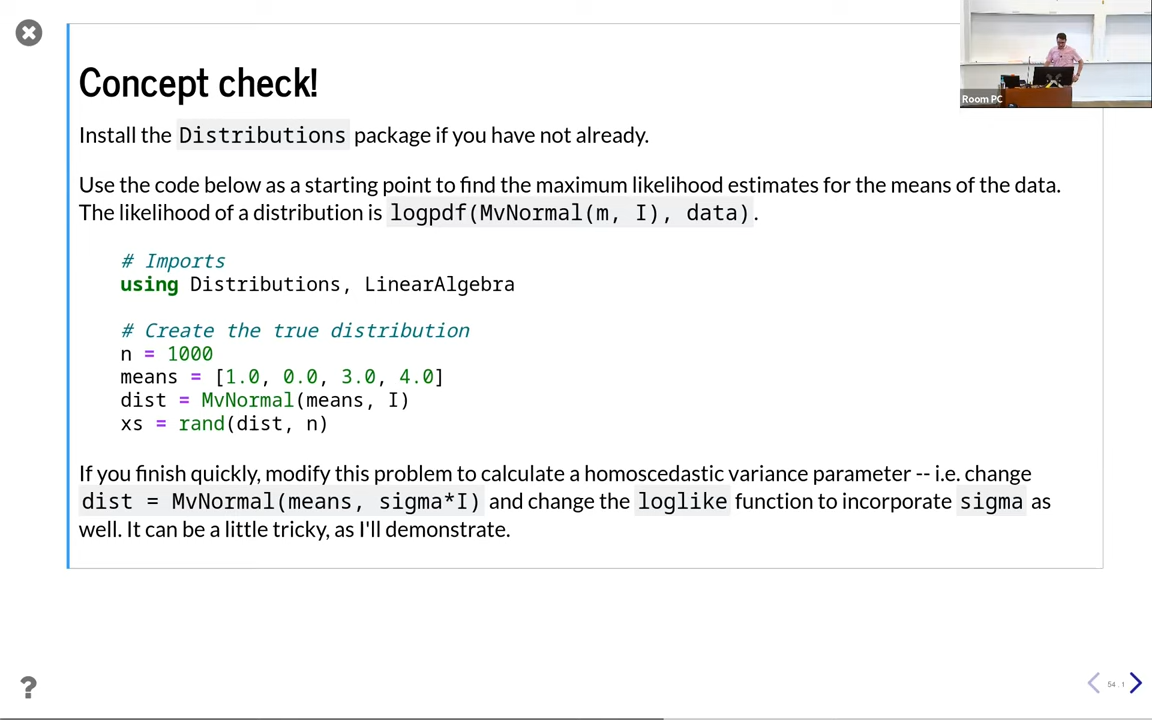 Concept check!
Room PC
Install the Distributions package if you have not already.
Use the code below as a starting point to find the maximum likelihood estimates for the means of the data.
The likelihood of a distribution is logpdf(MvNormal(m, I), data).
# Imports
using Distributions, LinearAlgebra
# Create the true distribution
n = 1000
means = [1.0, 0.0, 3.0, 4.0]
dist = MvNormal(means, I)
xs = rand(dist, n)
If you finish quickly, modify this problem to calculate a homoscedastic variance parameter -- i.e. change
dist = MvNormal(means, sigma*I) and change the loglike function to incorporate sigma as
well. It can be a little tricky, as I'll demonstrate.
?
54 . 1